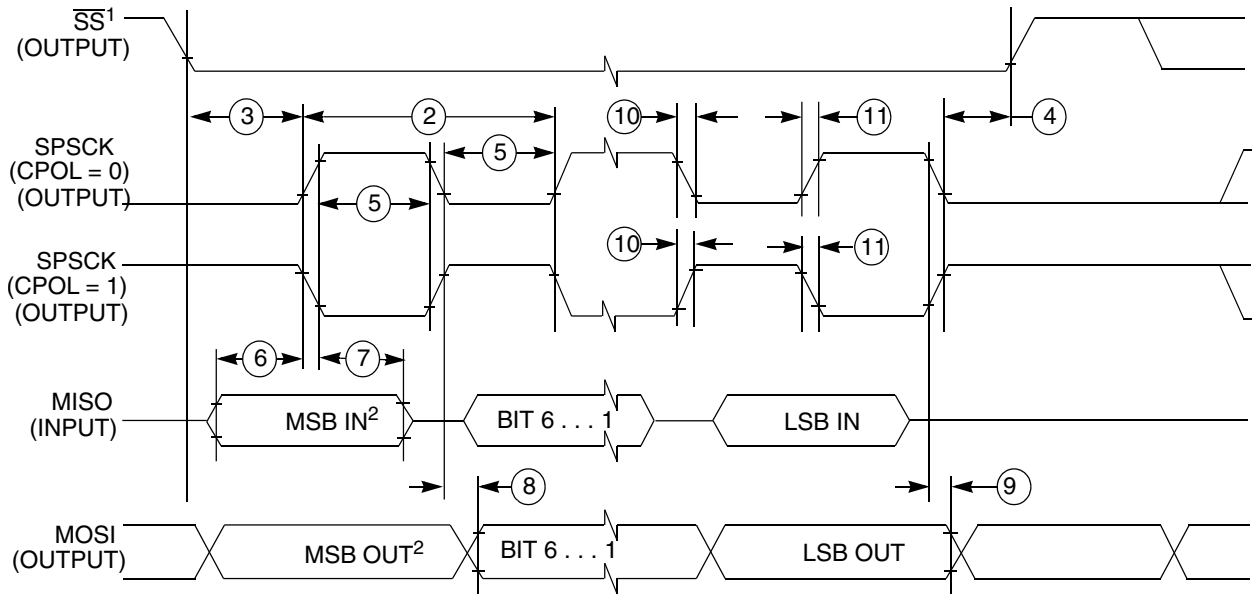 SS¹
(OUTPUT)
3
2
10
11
4
SPSCK
(CPOL = 0)
(OUTPUT)
5
5
SPSCK
(CPOL = 1)
(OUTPUT)
10
11
6
7
MISO
(INPUT)
MSB IN²
BIT 6 . . . 1
LSB IN
8
9
MOSI
(OUTPUT)
MSB OUT²
BIT 6 . . . 1
LSB OUT